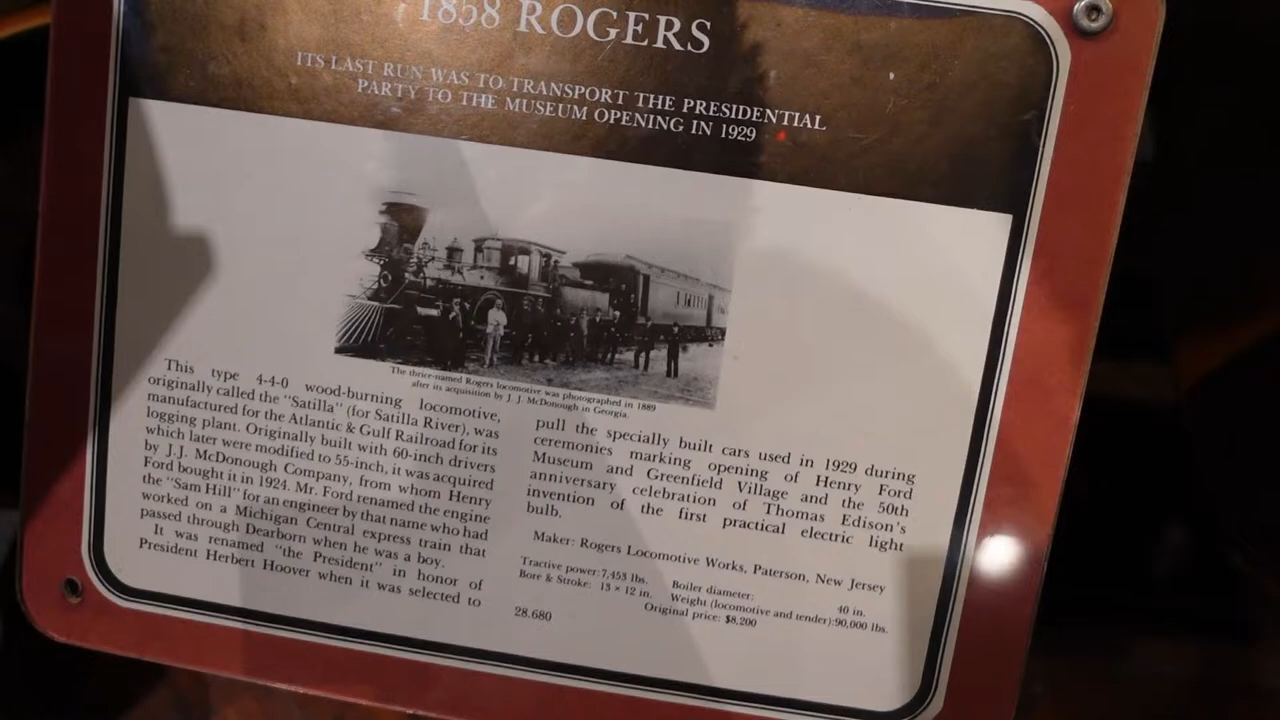 1858 ROGERS
ITS LAST RUN WAS TO TRANSPORT THE PRESIDENTIAL
PARTY TO THE MUSEUM OPENING IN 1929
The thrice-named Rogers locomotive was photographed in 1889
after its acquisition by J. J. McDonough in Georgia.
This type 4-4-0 wood-burning locomotive,
originally called the "Satilla" (for Satilla River), was
manufactured for the Atlantic & Gulf Railroad for its
logging plant. Originally built with 60-inch drivers
which later were modified to 55-inch, it was acquired
by J.J. McDonough Company, from whom Henry
Ford bought it in 1924. Mr. Ford renamed the engine
the "Sam Hill" for an engineer by that name who had
worked on a Michigan Central express train that
passed through Dearborn when he was a boy.
It was renamed "the President" in honor of
President Herbert Hoover when it was selected to
pull the specially built cars used in 1929 during
ceremonies marking opening of Henry Ford
Museum and Greenfield Village and the 50th
anniversary celebration of Thomas Edison's
invention of the first practical electric light
bulb.
Maker: Rogers Locomotive Works, Paterson, New Jersey
Tractive power: 7,453 lbs. Boiler diameter: 40 in.
Bore & Stroke: 13 × 12 in. Weight (locomotive and tender): 90,000 lbs.
Original price: $8,200
28.680